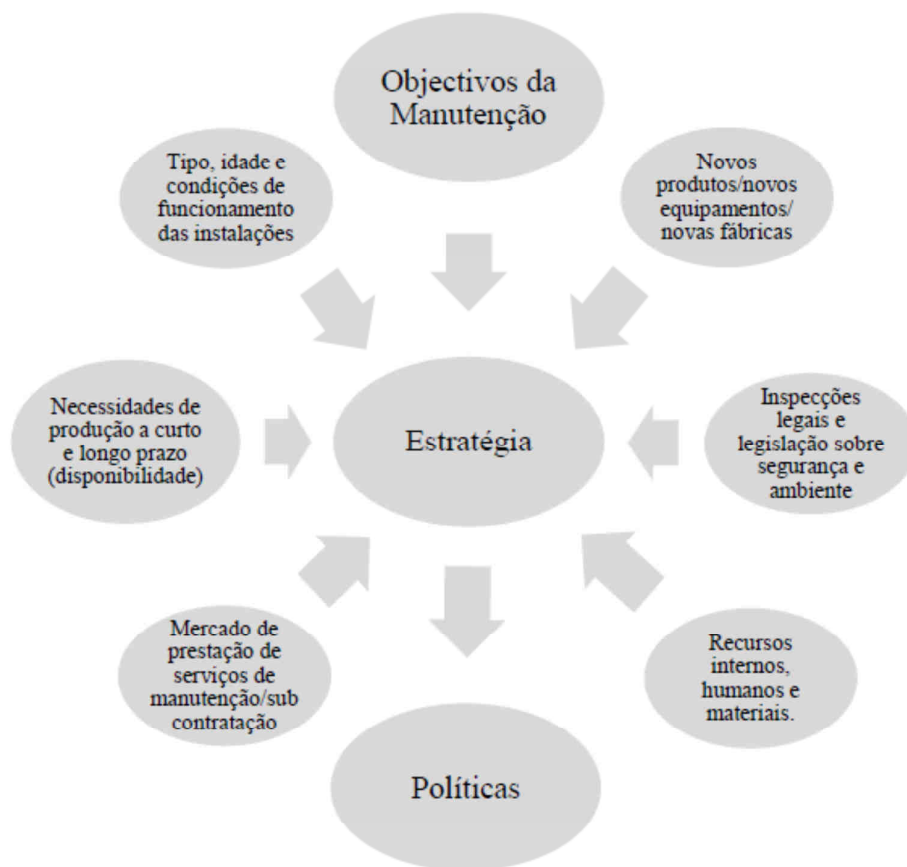 Objectivos da
Manutenção
Tipo, idade e
condições de
funcionamento
das instalações
Novos
produtos/novos
equipamentos/
novas fábricas
Necessidades de
produção a curto
e longo prazo
(disponibilidade)
Estratégia
Inspecções
legais e
legislação sobre
segurança e
ambiente
Mercado de
prestação de
serviços de
manutenção/sub
contratação
Recursos
internos,
humanos e
materiais.
Políticas